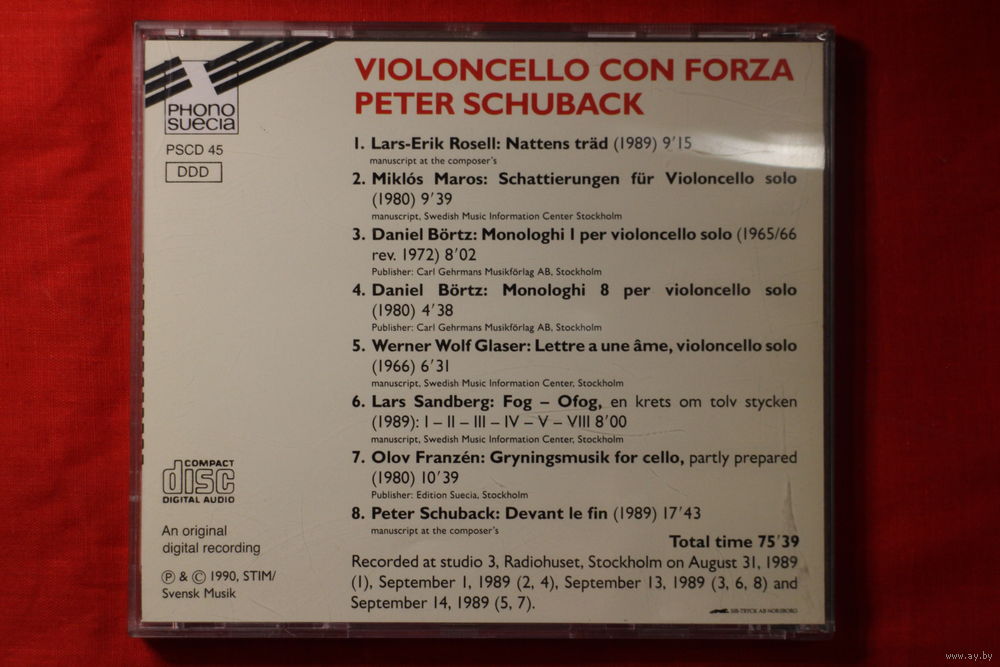 PHONO
SUECIA
PSCD 45
DDD
VIOLONCELLO CON FORZA
PETER SCHUBACK
1. Lars-Erik Rosell: Nattens träd (1989) 9'15
manuscript at the composer's
2. Miklós Maros: Schattierungen für Violoncello solo
(1980) 9'39
manuscript, Swedish Music Information Center Stockholm
3. Daniel Börtz: Monologhi I per violoncello solo (1965/66
rev. 1972) 8'02
Publisher: Carl Gehrmans Musikförlag AB, Stockholm
4. Daniel Börtz: Monologhi 8 per violoncello solo
(1980) 4'38
Publisher: Carl Gehrmans Musikförlag AB, Stockholm
5. Werner Wolf Glaser: Lettre a une âme, violoncello solo
(1966) 6'31
manuscript, Swedish Music Information Center, Stockholm
6. Lars Sandberg: Fog – Ofog, en krets om tolv stycken
(1989): I – II – III – IV – V – VIII 8'00
manuscript, Swedish Music Information Center, Stockholm
7. Olov Franzén: Gryningsmusik for cello, partly prepared
(1980) 10'39
Publisher: Edition Suecia, Stockholm
8. Peter Schuback: Devant le fin (1989) 17'43
manuscript at the composer's
Total time 75'39
Recorded at studio 3, Radiohuset, Stockholm on August 31, 1989
(1), September 1, 1989 (2, 4), September 13, 1989 (3, 6, 8) and
September 14, 1989 (5, 7).
COMPACT
disc
DIGITAL AUDIO
An original
digital recording
Ⓟ & © 1990, STIM/
Svensk Musik
SIB-TRYCK AB NORSBORG
www.ay.by